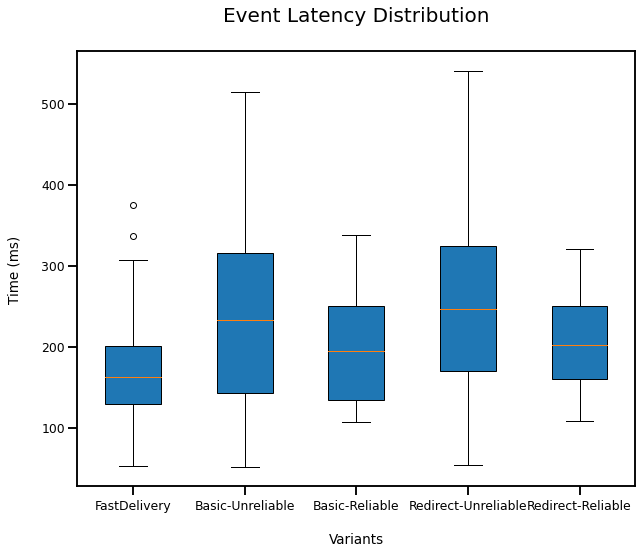 Event Latency Distribution
500
400
300
200
100
Time (ms)
FastDelivery Basic-Unreliable Basic-Reliable Redirect-Unreliable Redirect-Reliable
Variants